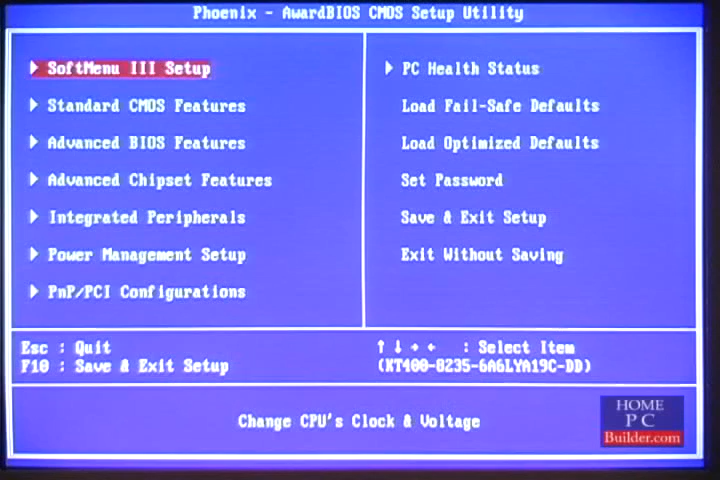 Phoenix - AwardBIOS CMOS Setup Utility
SoftMenu III Setup
Standard CMOS Features
Advanced BIOS Features
Advanced Chipset Features
Integrated Peripherals
Power Management Setup
PnP/PCI Configurations
PC Health Status
Load Fail-Safe Defaults
Load Optimized Defaults
Set Password
Save & Exit Setup
Exit Without Saving
Esc : Quit
F10 : Save & Exit Setup
↑ ↓ → ← : Select Item
(KT400-8235-6A6LYA19C-DD)
Change CPU's Clock & Voltage
HOME
PC
Builder.com